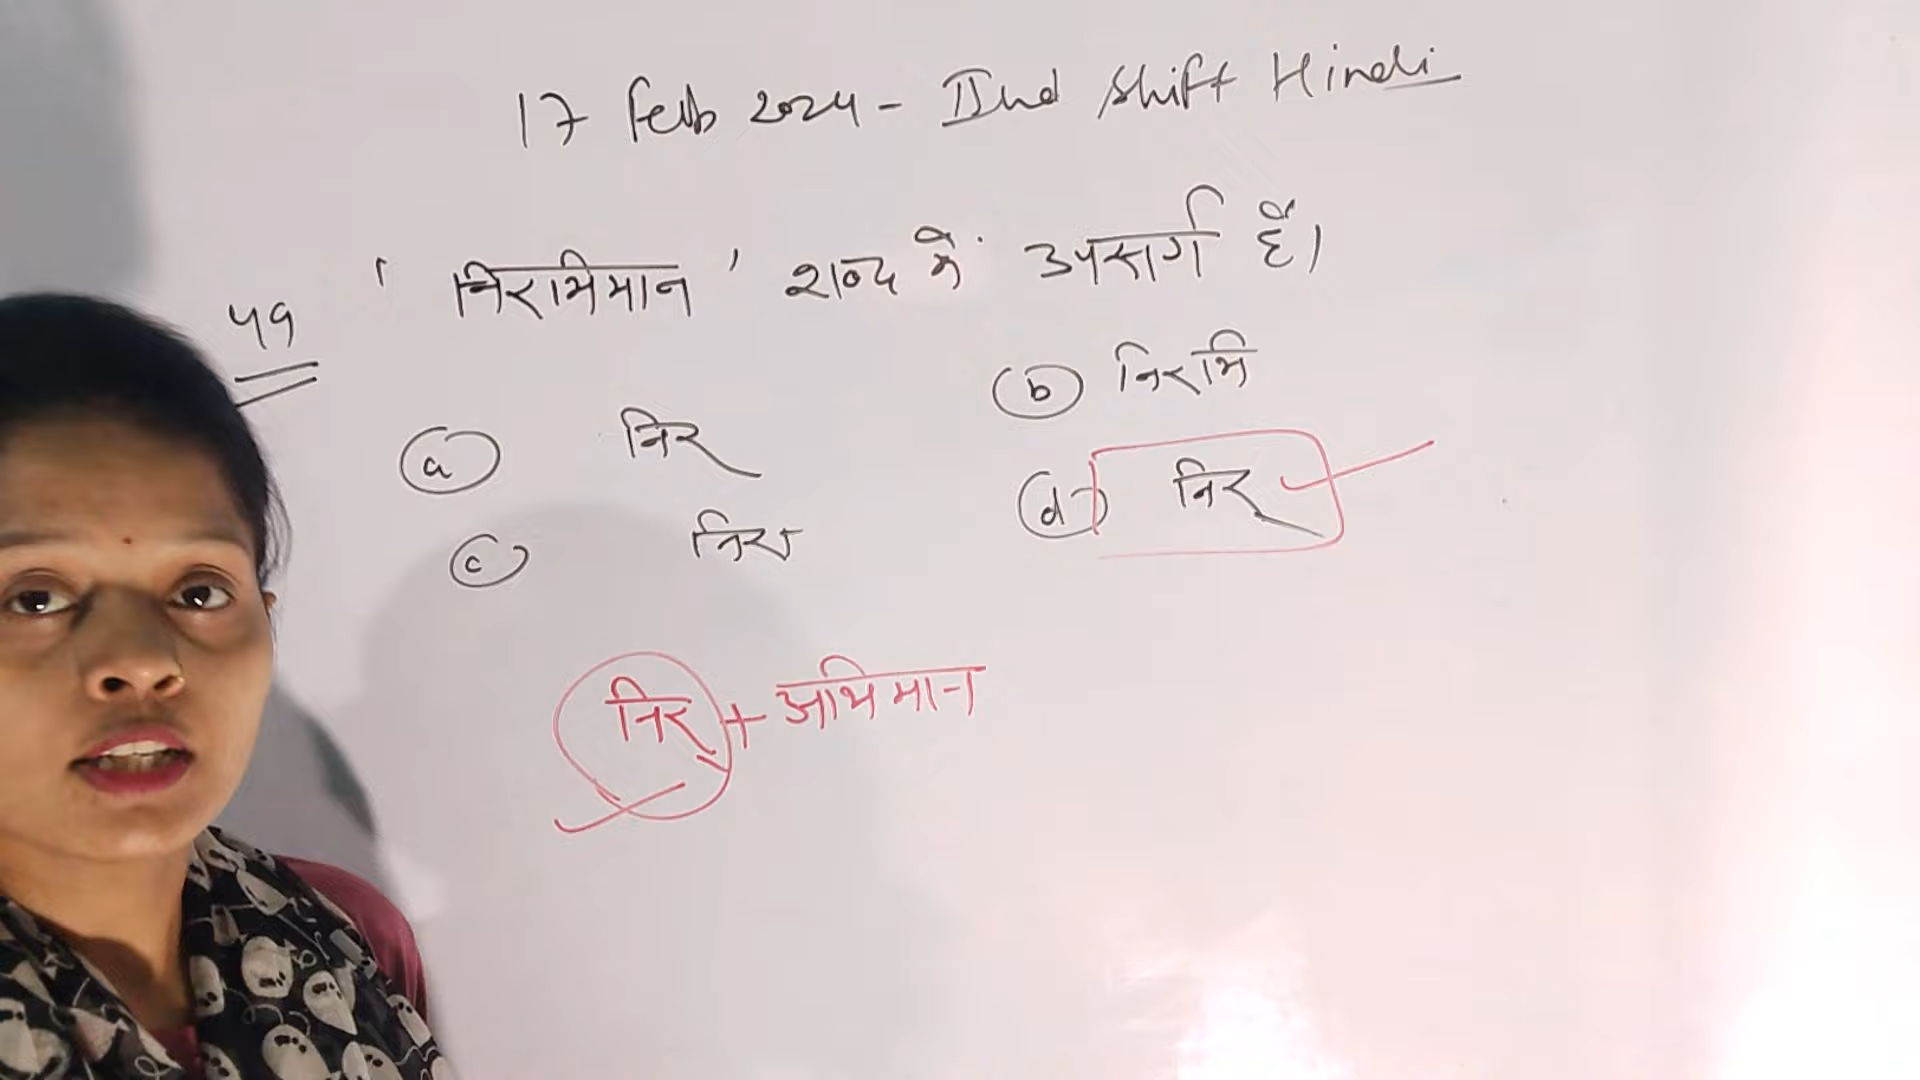 17 Feb 2024 - IInd Shift Hindi
49 'निरभिमान' शब्द में उपसर्ग है।
(a) निर (b) निरभि
(c) निरा (d) निर्
निर् + अभिमान